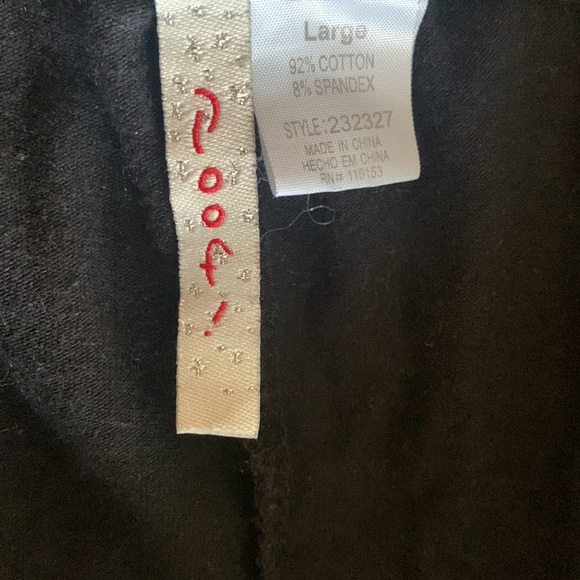 Poof!
Large
92% COTTON
8% SPANDEX
STYLE:232327
MADE IN CHINA
HECHO EM CHINA
RN# 116153